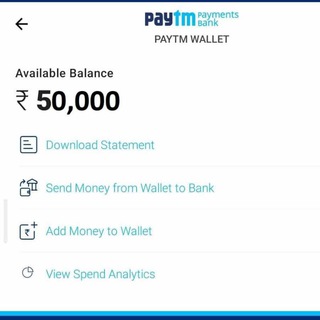 paytm Payments Bank
PAYTM WALLET
Available Balance
₹ 50,000
Download Statement
Send Money from Wallet to Bank
Add Money to Wallet
View Spend Analytics